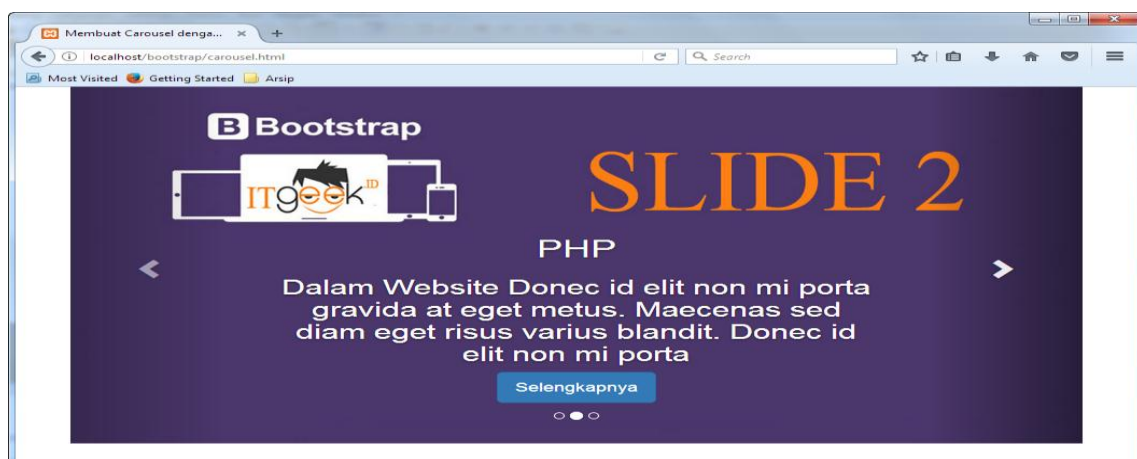 Membuat Carousel denga... × +
localhost/bootstrap/carousel.html
Search
Most Visited Getting Started Arsip
B Bootstrap
ITgeek ID
SLIDE 2
PHP
Dalam Website Donec id elit non mi porta
gravida at eget metus. Maecenas sed
diam eget risus varius blandit. Donec id
elit non mi porta
Selengkapnya